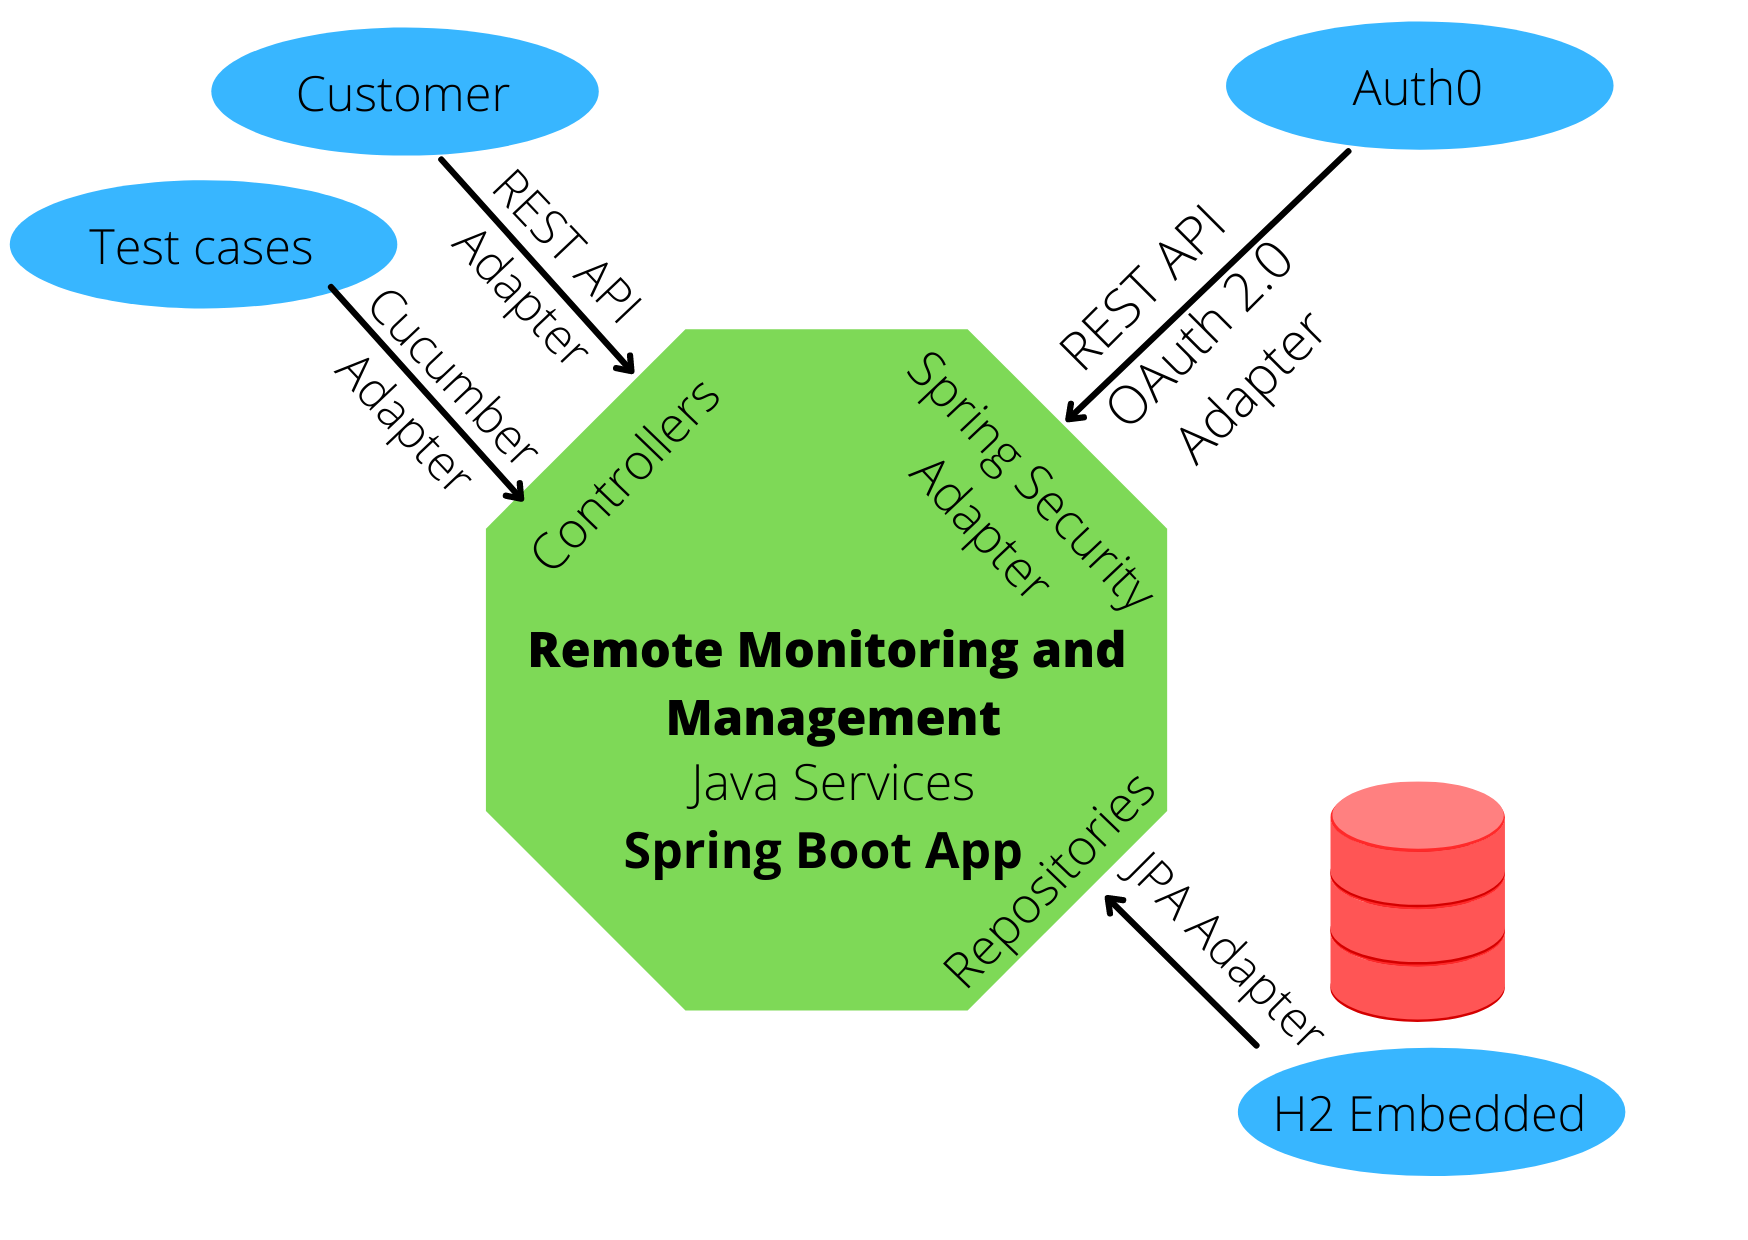 Customer
Auth0
Test cases
REST API
Adapter
Cucumber
Adapter
REST API
OAuth 2.0
Adapter
Controllers
Spring Security
Adapter
Remote Monitoring and
Management
Java Services
Spring Boot App
Repositories
JPA Adapter
H2 Embedded